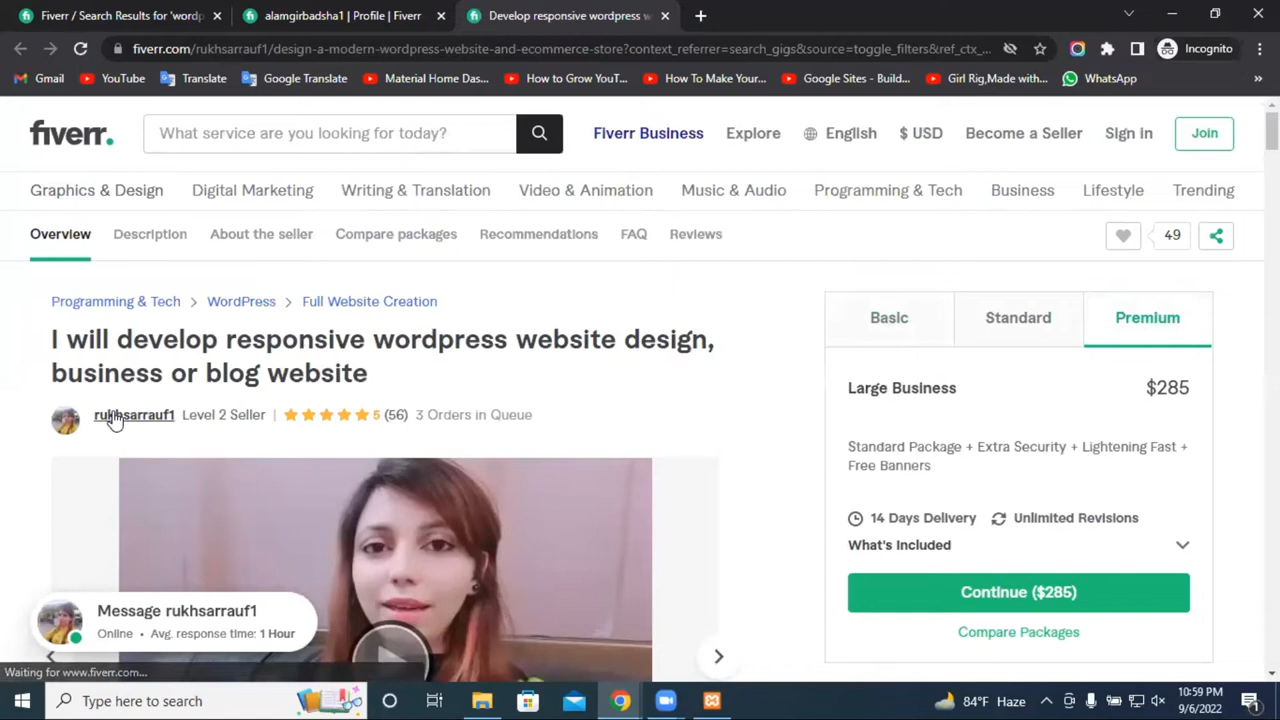 Fiverr / Search Results for 'wordp
alamgirbadsha1 | Profile | Fiverr
Develop responsive wordpress w
fiverr.com/rukhsarrauf1/design-a-modern-wordpress-website-and-ecommerce-store?context_referrer=search_gigs&source=toggle_filters&ref_ctx_...
Incognito
Gmail
YouTube
Translate
Google Translate
Material Home Das...
How to Grow YouT...
How To Make Your...
Google Sites - Build...
Girl Rig,Made with...
WhatsApp
»
fiverr.
What service are you looking for today?
Fiverr Business
Explore
English
$ USD
Become a Seller
Sign in
Join
Graphics & Design
Digital Marketing
Writing & Translation
Video & Animation
Music & Audio
Programming & Tech
Business
Lifestyle
Trending
Overview
Description
About the seller
Compare packages
Recommendations
FAQ
Reviews
49
Programming & Tech > WordPress > Full Website Creation
I will develop responsive wordpress website design,
business or blog website
rukhsarrauf1 Level 2 Seller | 5 (56) 3 Orders in Queue
Basic
Standard
Premium
Large Business $285
Standard Package + Extra Security + Lightening Fast +
Free Banners
14 Days Delivery Unlimited Revisions
What's Included
Continue ($285)
Compare Packages
Message rukhsarrauf1
Online • Avg. response time: 1 Hour
Waiting for www.fiverr.com...
Type here to search
84°F Haze
10:59 PM
9/6/2022
1